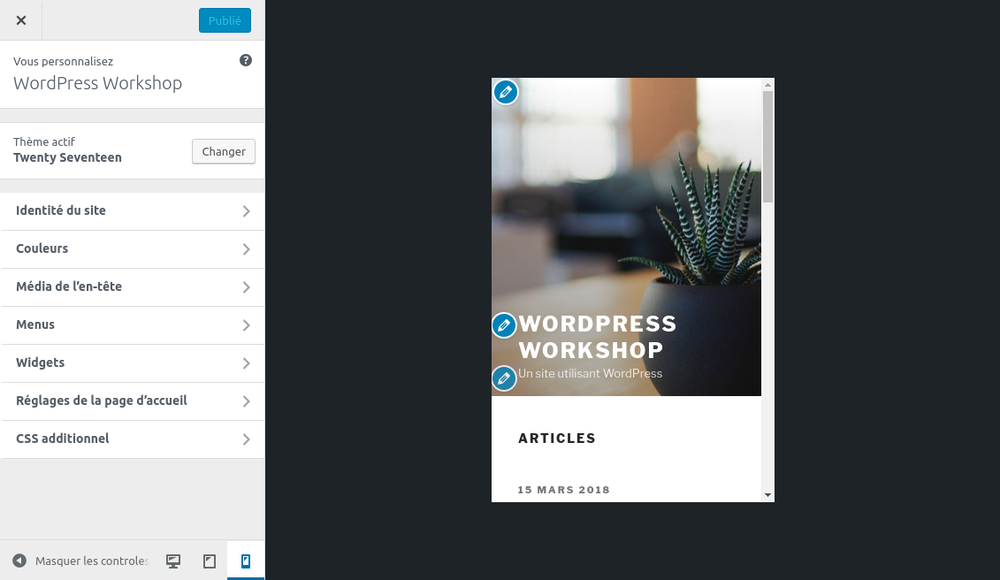 Publié
Vous personnalisez
WordPress Workshop
Thème actif
Twenty Seventeen
Changer
Identité du site
Couleurs
Média de l’en-tête
Menus
Widgets
Réglages de la page d’accueil
CSS additionnel
Masquer les controles
WORDPRESS
WORKSHOP
Un site utilisant WordPress
ARTICLES
15 MARS 2018